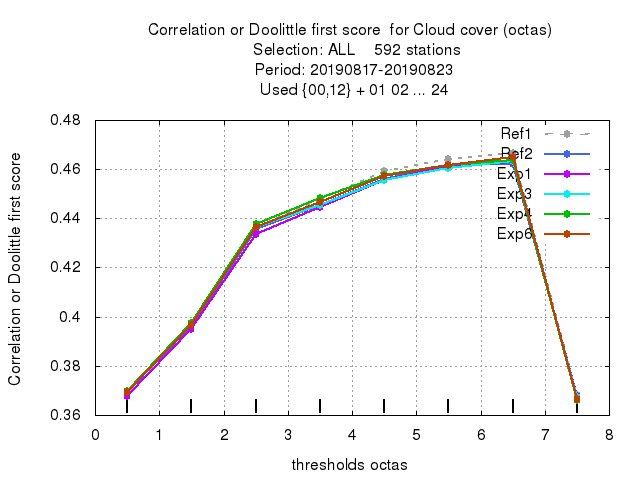 Correlation or Doolittle first score  for Cloud cover (octas)
Selection: ALL    592 stations
Period: 20190817-20190823
Used {00,12} + 01 02 ... 24
Correlation or Doolittle first score
0.48
0.46
0.44
0.42
0.4
0.38
0.36
Ref1
Ref2
Exp1
Exp3
Exp4
Exp6
0 1 2 3 4 5 6 7 8
thresholds octas